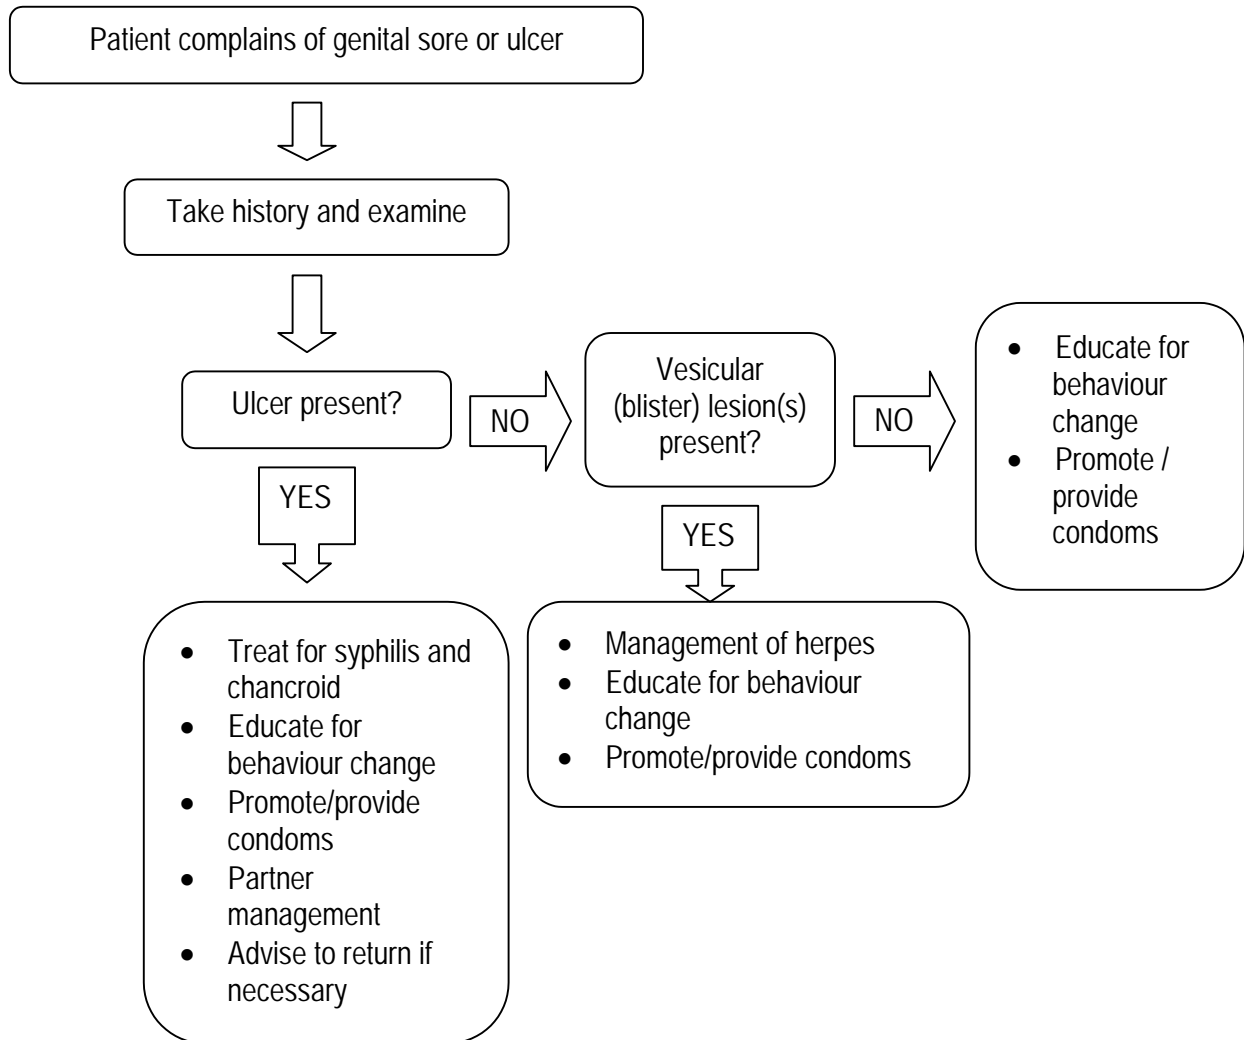 Patient complains of genital sore or ulcer
Take history and examine
Ulcer present?
NO
Vesicular
(blister) lesion(s)
present?
NO
• Educate for
behaviour
change
• Promote /
provide
condoms
YES
YES
• Treat for syphilis and
chancroid
• Educate for
behaviour change
• Promote/provide
condoms
• Partner
management
• Advise to return if
necessary
• Management of herpes
• Educate for behaviour
change
• Promote/provide condoms